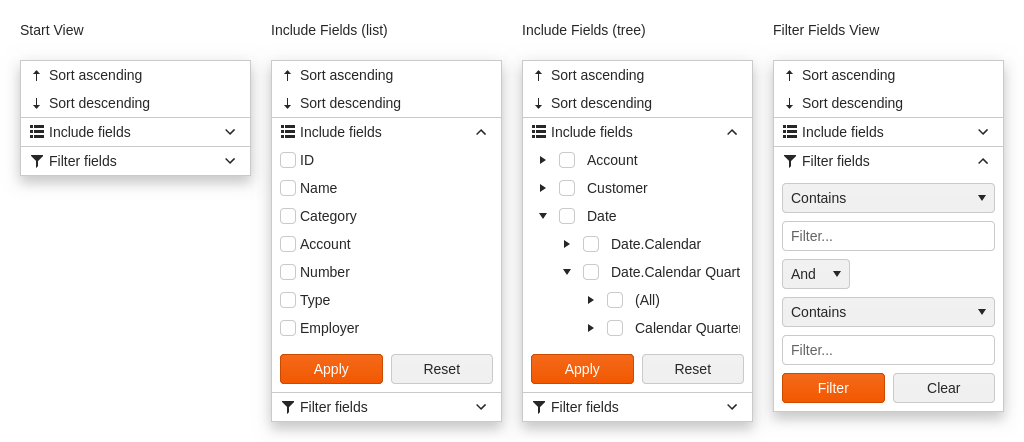 Start View
Sort ascending
Sort descending
Include fields
Filter fields
Include Fields (list)
Sort ascending
Sort descending
Include fields
ID
Name
Category
Account
Number
Type
Employer
Apply Reset
Filter fields
Include Fields (tree)
Sort ascending
Sort descending
Include fields
Account
Customer
Date
Date.Calendar
Date.Calendar Quart
(All)
Calendar Quarte
Apply Reset
Filter fields
Filter Fields View
Sort ascending
Sort descending
Include fields
Filter fields
Contains
Filter...
And
Contains
Filter...
Filter Clear